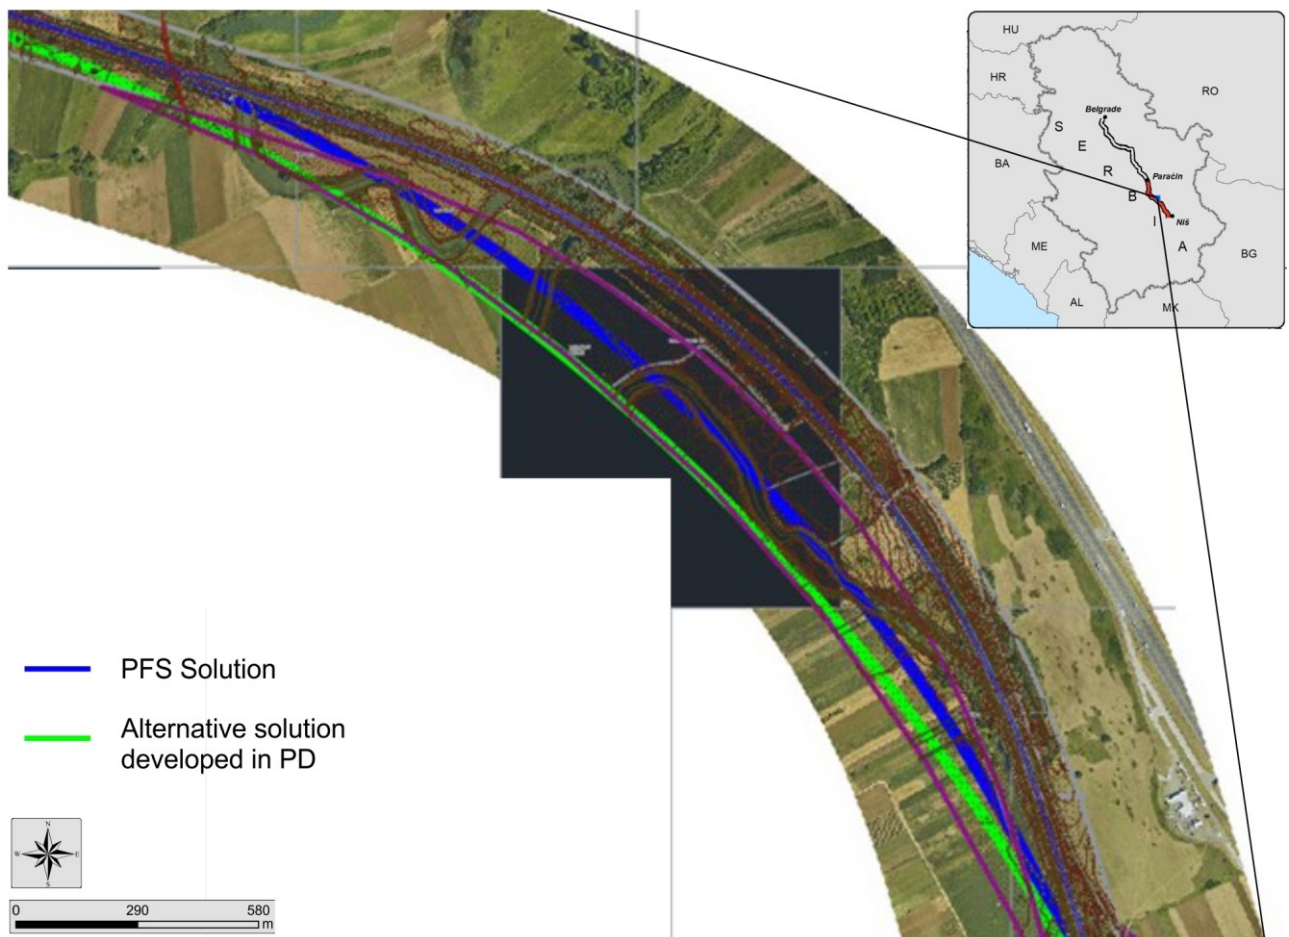 HU
HR
RO
Belgrade
S
E
BA
R
Paraćin
B
Niš
I
A
ME
BG
AL
MK
PFS Solution
Alternative solution
developed in PD
N
W E
S
0 290 580
m